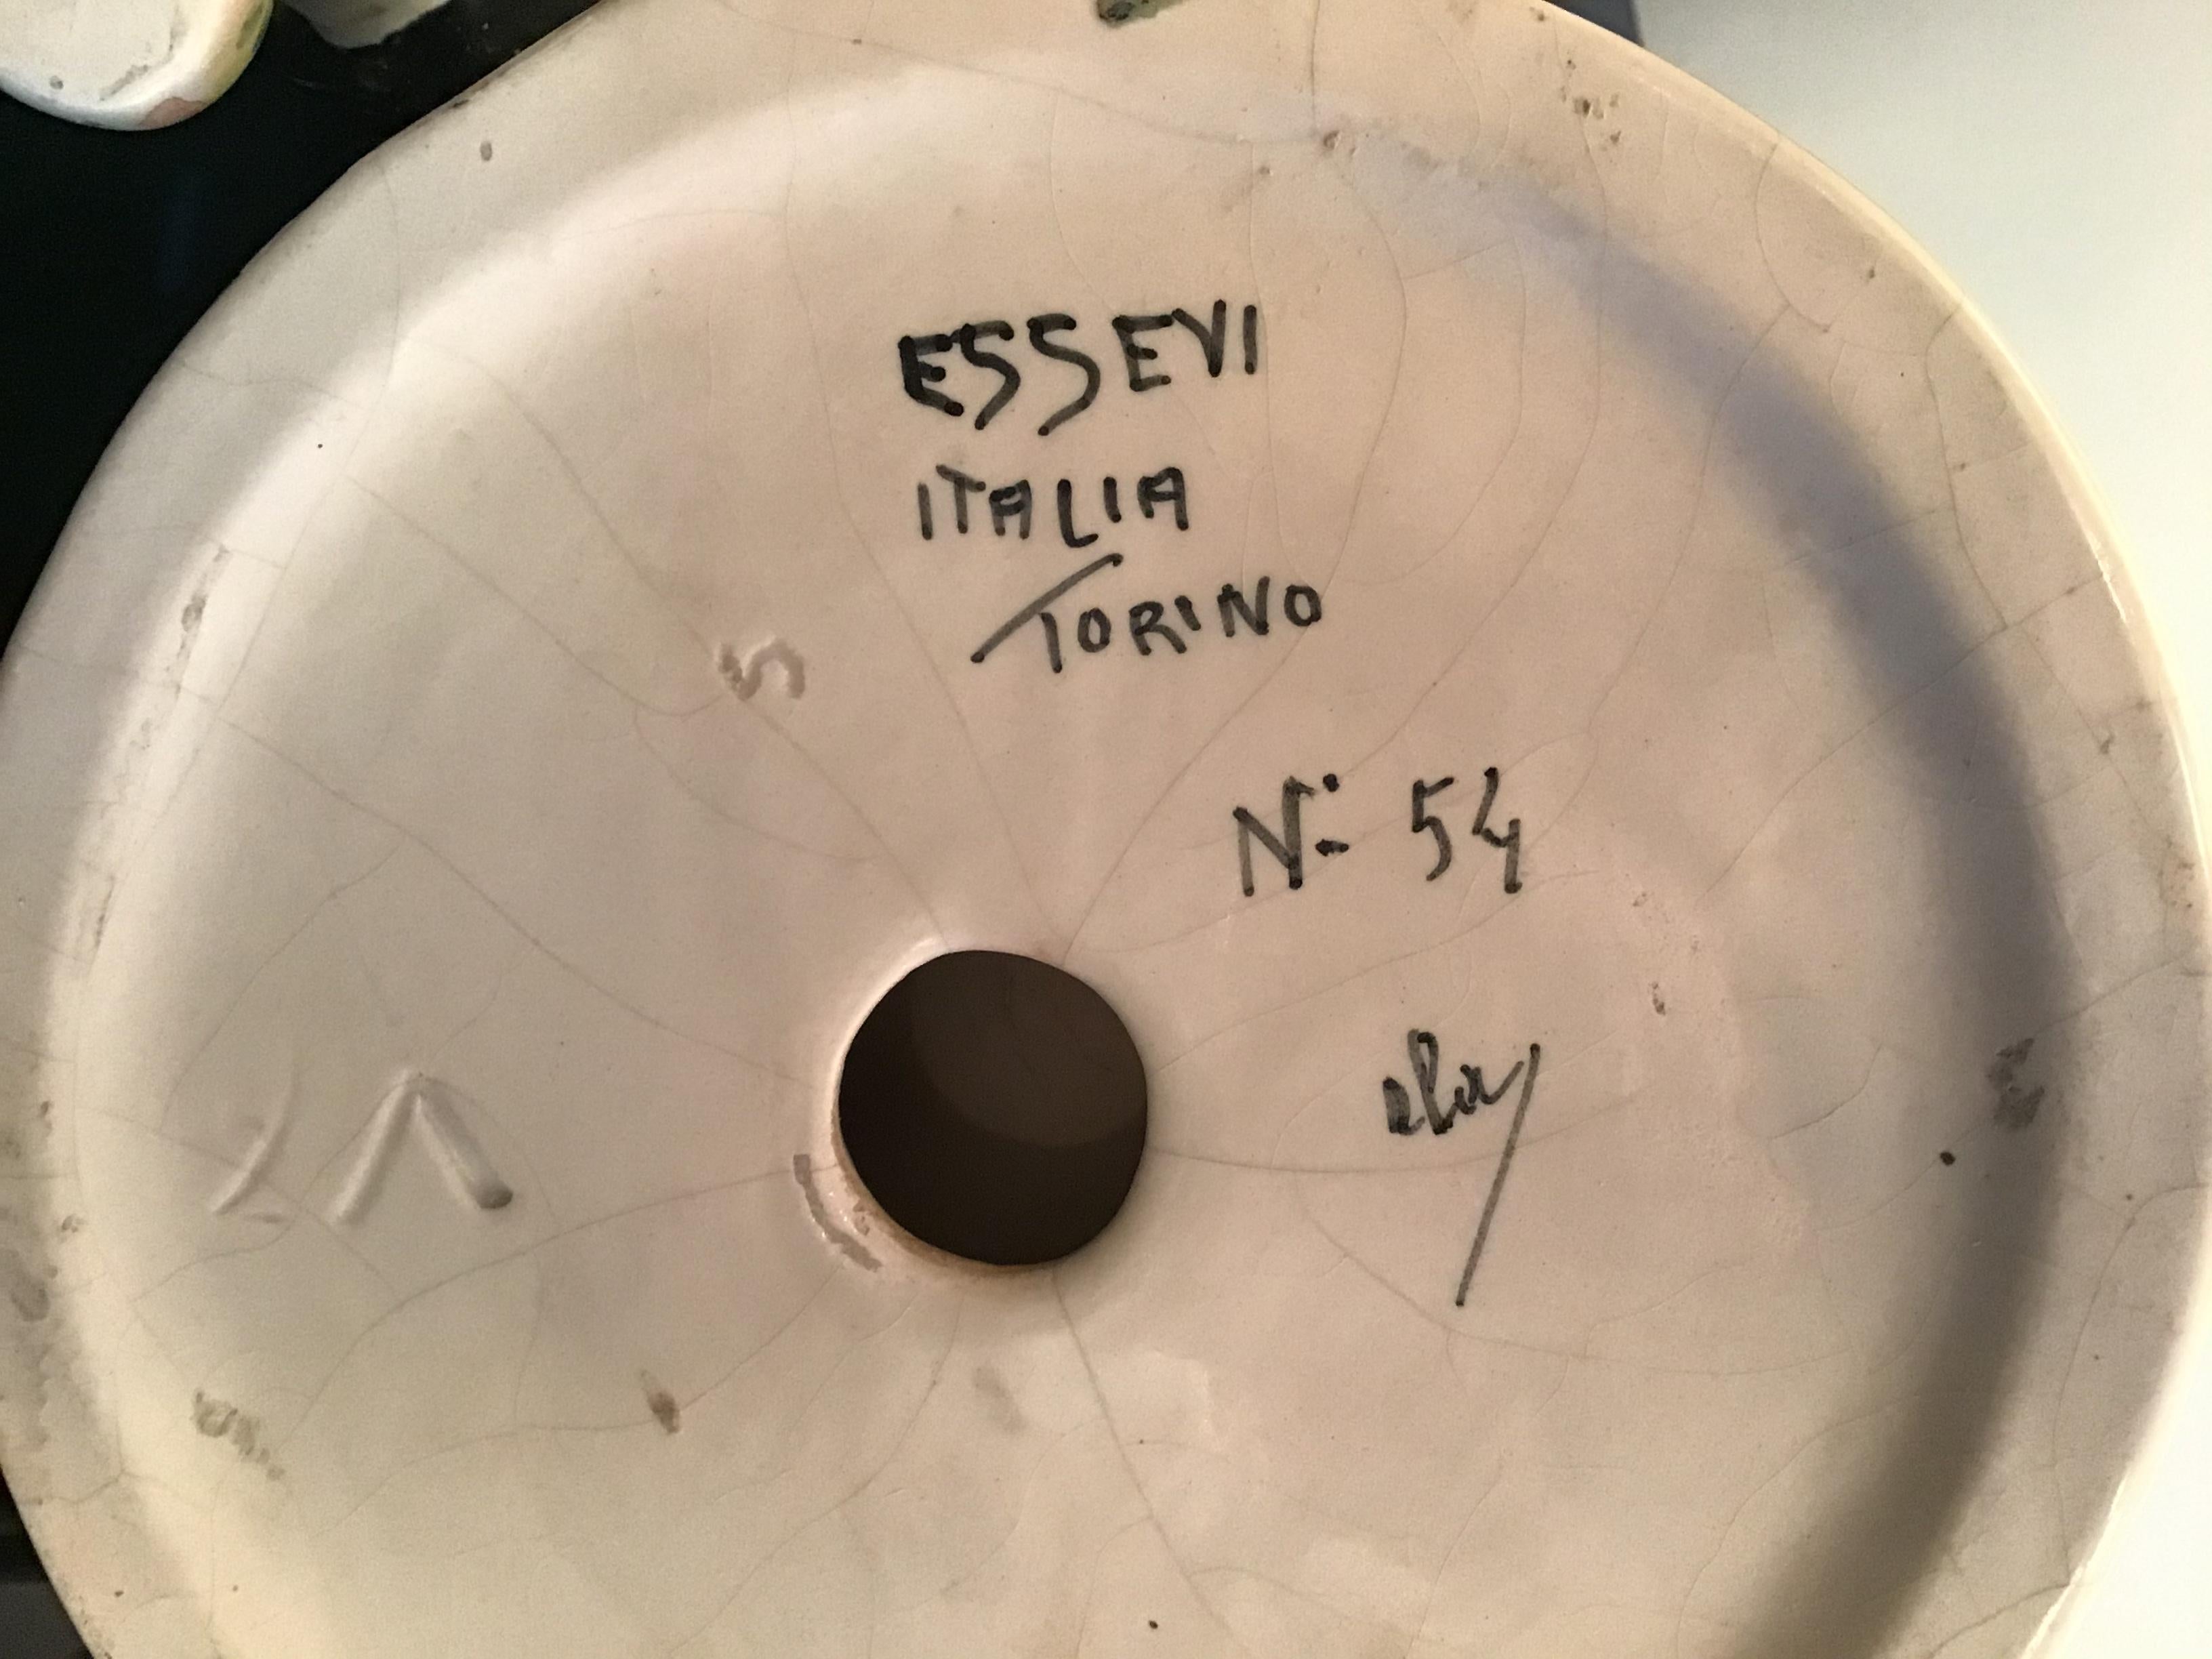 ESSEVI
ITALIA
TORINO
N: 54